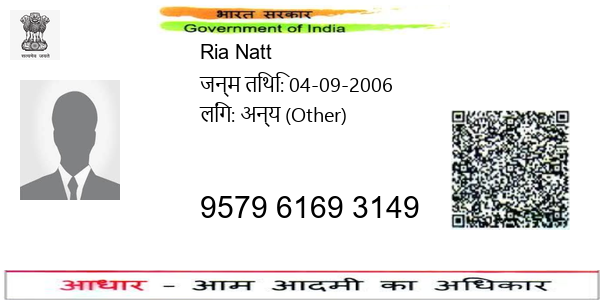 भारत सरकार
Government of India
सत्यमेव जयते
Ria Natt
जन्म तिथि: 04-09-2006
लिंग: अन्य (Other)
9579 6169 3149
आधार - आम आदमी का अधिकार